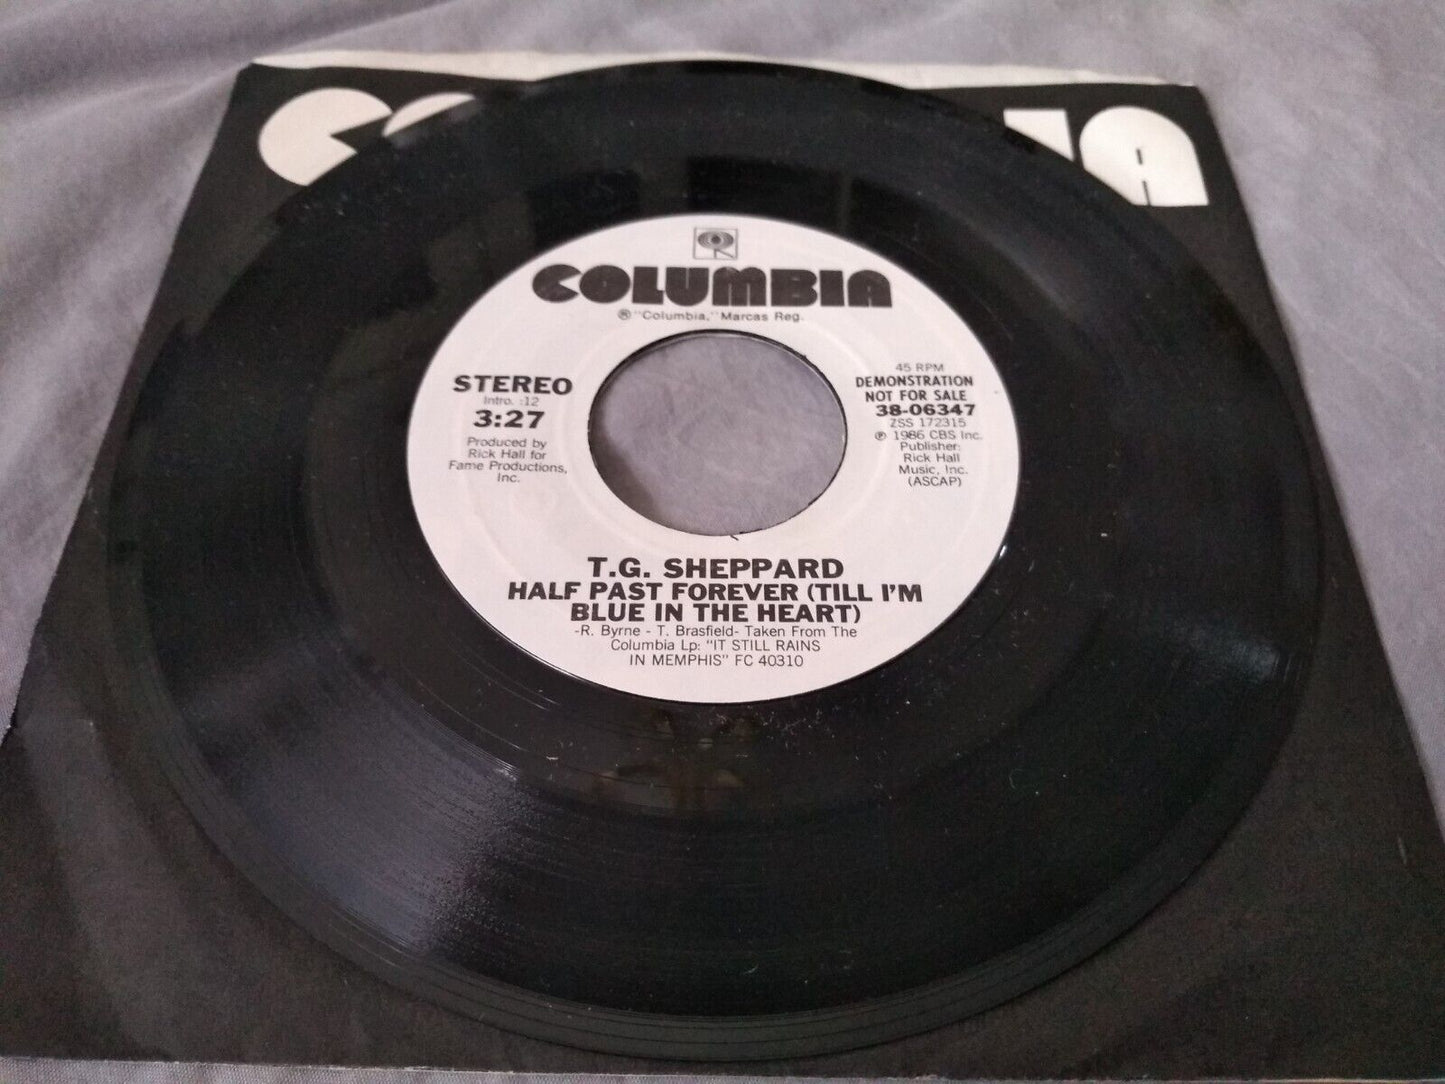 COLUMBIA
® "Columbia," Marcas Reg.
STEREO
Intro. :12
3:27
Produced by
Rick Hall for
Fame Productions,
Inc.
45 RPM
DEMONSTRATION
NOT FOR SALE
38-06347
ZSS 172315
℗ 1986 CBS Inc.
Publisher:
Rick Hall
Music, Inc.
(ASCAP)
T.G. SHEPPARD
HALF PAST FOREVER (TILL I'M
BLUE IN THE HEART)
-R. Byrne - T. Brasfield- Taken From The
Columbia Lp: "IT STILL RAINS
IN MEMPHIS" FC 40310